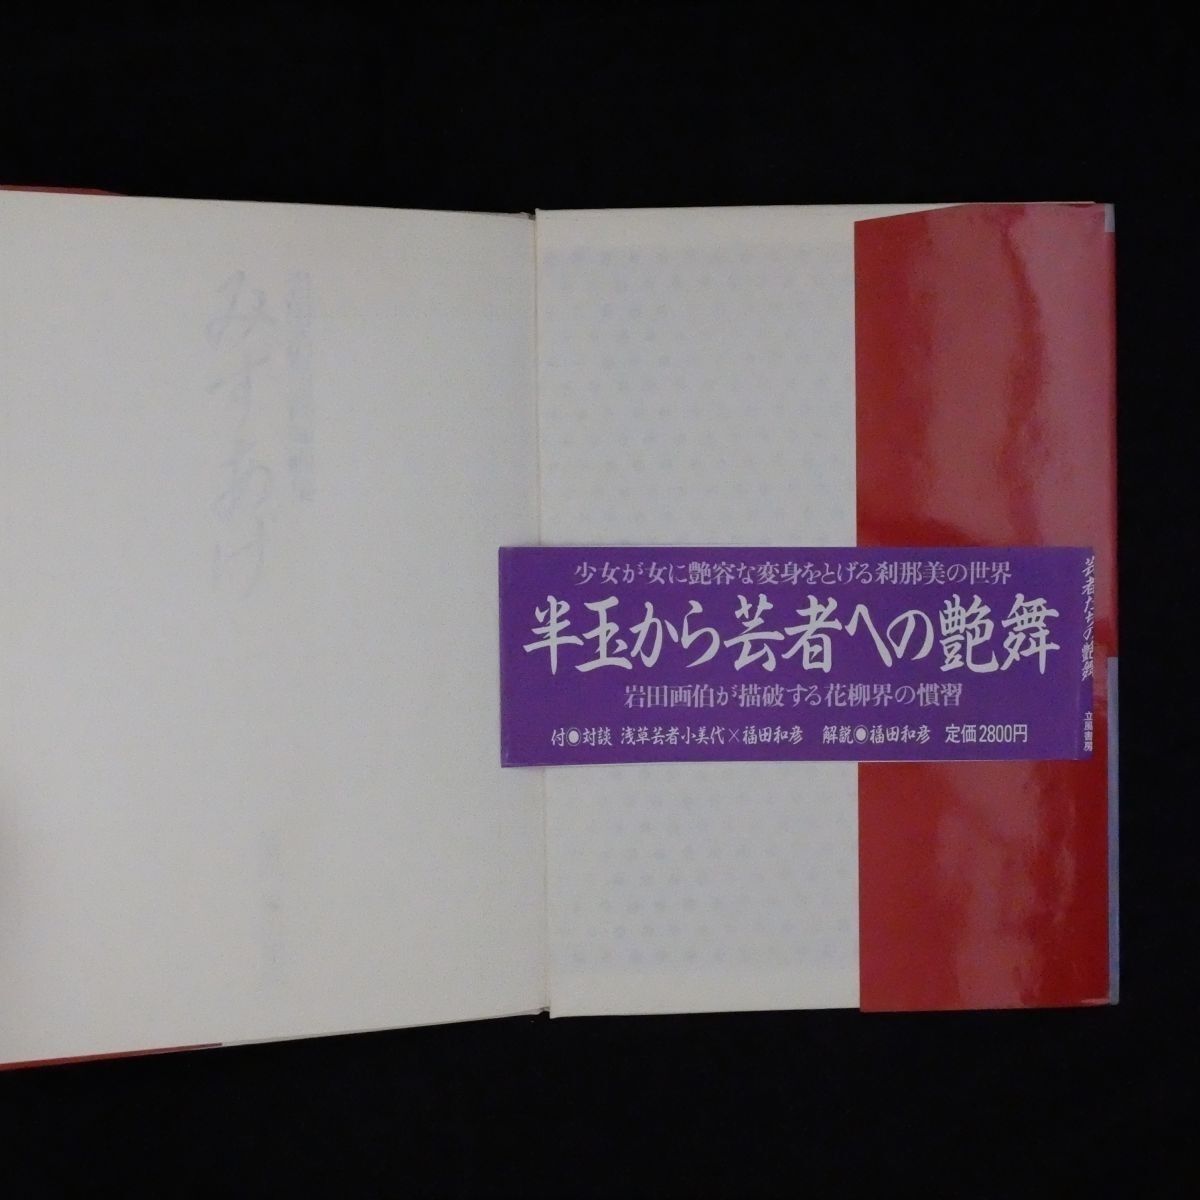 少女が女に艶容な変身をとげる刹那美の世界
半玉から芸者への艶舞
岩田画伯が描破する花柳界の慣習
付◉対談 浅草芸者小美代×福田和彦 解説◉福田和彦 定価2800円
芸者たちの艶舞
立風書房
みずあげ